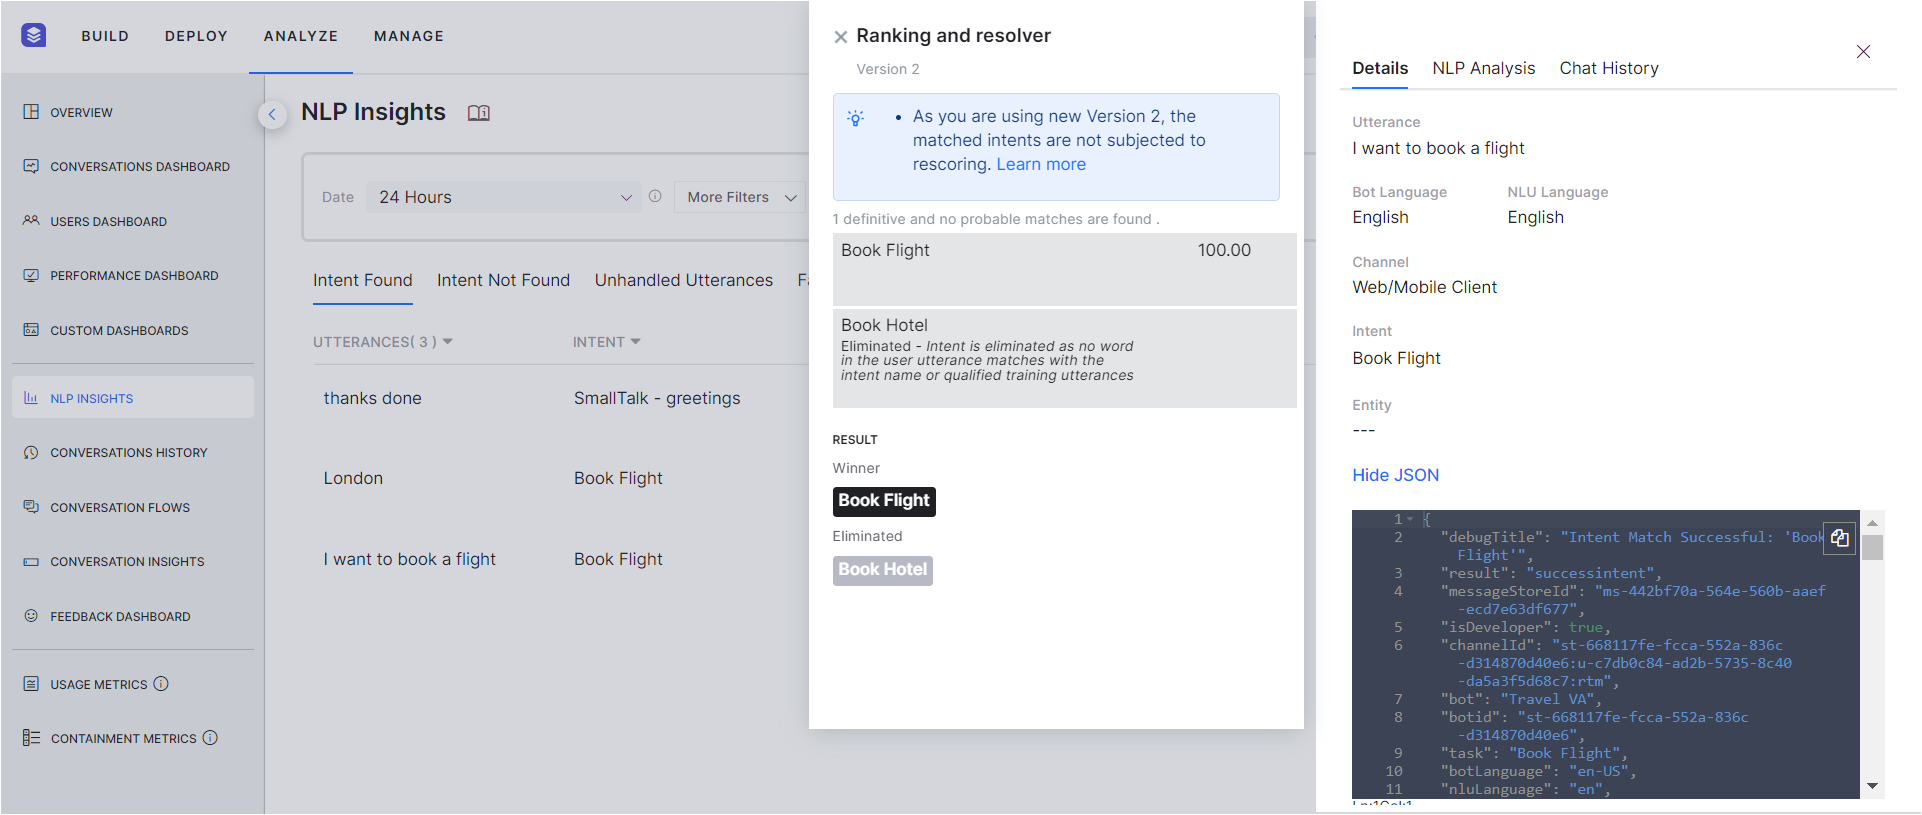 BUILD DEPLOY ANALYZE MANAGE
OVERVIEW
CONVERSATIONS DASHBOARD
USERS DASHBOARD
PERFORMANCE DASHBOARD
CUSTOM DASHBOARDS
NLP INSIGHTS
CONVERSATIONS HISTORY
CONVERSATION FLOWS
CONVERSATION INSIGHTS
FEEDBACK DASHBOARD
USAGE METRICS
CONTAINMENT METRICS
NLP Insights
Date 24 Hours More Filters
Intent Found Intent Not Found Unhandled Utterances Fa
UTTERANCES( 3 ) INTENT
thanks done SmallTalk - greetings
London Book Flight
I want to book a flight Book Flight
Ranking and resolver
Version 2
• As you are using new Version 2, the
matched intents are not subjected to
rescoring. Learn more
1 definitive and no probable matches are found .
Book Flight 100.00
Book Hotel
Eliminated - Intent is eliminated as no word
in the user utterance matches with the
intent name or qualified training utterances
RESULT
Winner
Book Flight
Eliminated
Book Hotel
Details NLP Analysis Chat History
Utterance
I want to book a flight
Bot Language NLU Language
English English
Channel
Web/Mobile Client
Intent
Book Flight
Entity
---
Hide JSON
1 {
2 "debugTitle": "Intent Match Successful: 'Book
Flight'",
3 "result": "successintent",
4 "messageStoreId": "ms-442bf70a-564e-560b-aaef
-ecd7e63df677",
5 "isDeveloper": true,
6 "channelId": "st-668117fe-fcca-552a-836c
-d314870d40e6:u-c7db0c84-ad2b-5735-8c40
-da5a3f5d68c7:rtm",
7 "bot": "Travel VA",
8 "botid": "st-668117fe-fcca-552a-836c
-d314870d40e6",
9 "task": "Book Flight",
10 "botLanguage": "en-US",
11 "nluLanguage": "en",